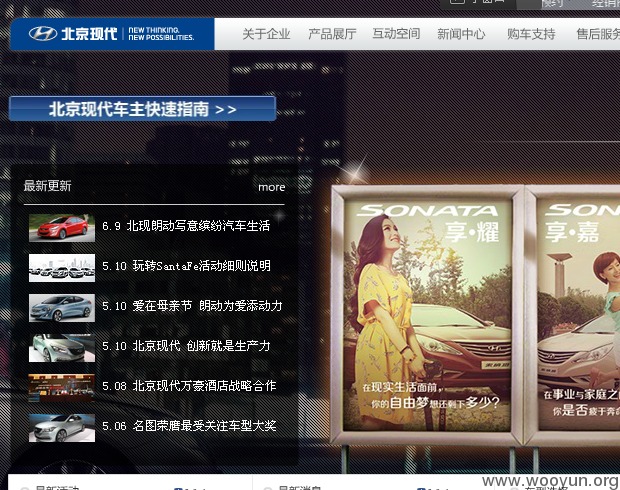 北京现代 NEW THINKING.
NEW POSSIBILITIES.
关于企业 产品展厅 互动空间 新闻中心 购车支持 售后服务
北京现代车主快速指南 >>
最新更新 more
6.9 北现朗动写意缤纷汽车生活
5.10 玩转SantaFe活动细则说明
5.10 爱在母亲节 朗动为爱添动力
5.10 北京现代 创新就是生产力
5.08 北京现代万豪酒店战略合作
5.06 名图荣膺最受关注车型大奖
SONATA
享·耀
在现实生活面前,
你的自由梦想还剩下多少?
SON
享·嘉
在事业与家庭之
你是否疲于奔
www.wooyun.org
最新活动 最新消息